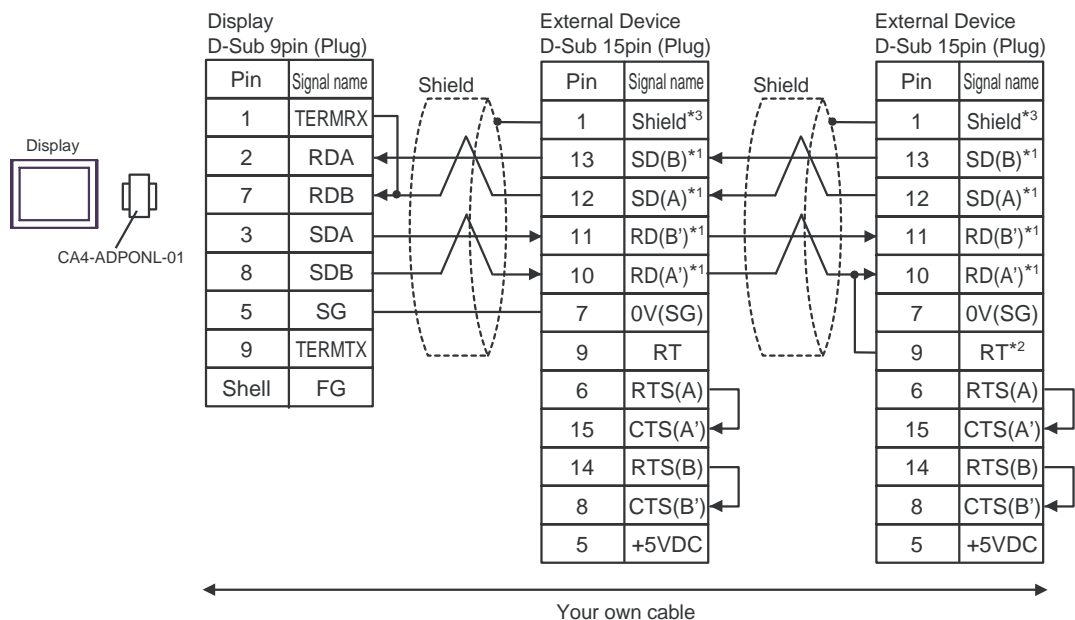 Display
D-Sub 9pin (Plug)
External Device
D-Sub 15pin (Plug)
External Device
D-Sub 15pin (Plug)
Display
CA4-ADPONL-01
Pin Signal name
1 TERMRX
2 RDA
7 RDB
3 SDA
8 SDB
5 SG
9 TERMTX
Shell FG
Shield
Pin Signal name
1 Shield*3
13 SD(B)*1
12 SD(A)*1
11 RD(B')*1
10 RD(A')*1
7 0V(SG)
9 RT
6 RTS(A)
15 CTS(A')
14 RTS(B)
8 CTS(B')
5 +5VDC
Shield
Pin Signal name
1 Shield*3
13 SD(B)*1
12 SD(A)*1
11 RD(B')*1
10 RD(A')*1
7 0V(SG)
9 RT*2
6 RTS(A)
15 CTS(A')
14 RTS(B)
8 CTS(B')
5 +5VDC
Your own cable